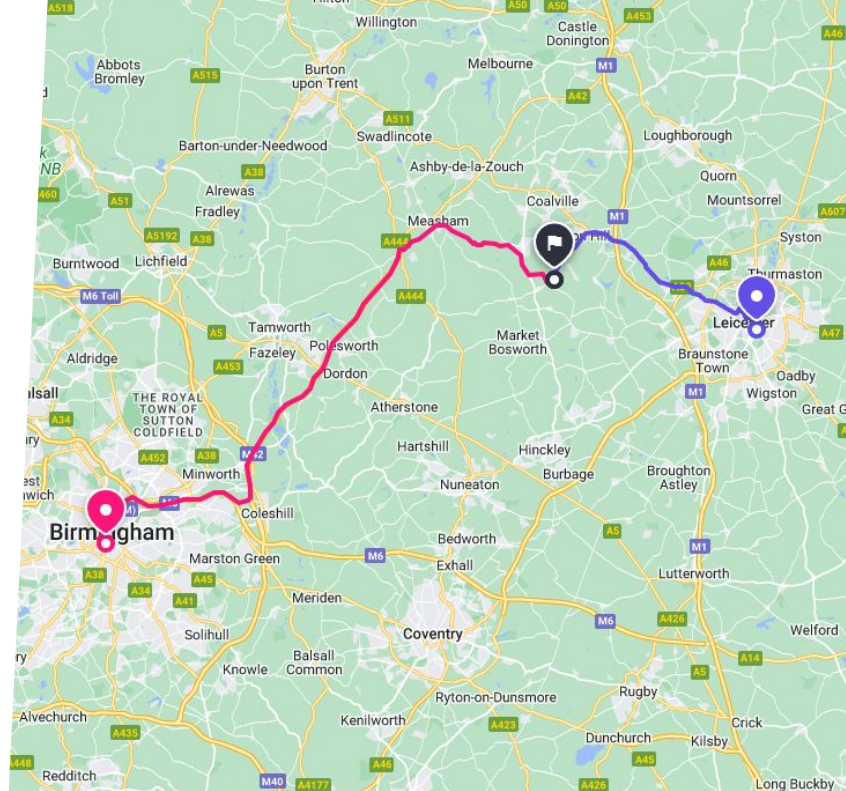 A518
A50
A50
Castle
Donington
A453
Willington
A46
Abbots
Bromley
Burton
upon Trent
Melbourne
M1
A515
A42
A511
Swadlincote
Loughborough
Barton-under-Needwood
A38
Ashby-de-la-Zouch
Quorn
NB
A460
Alrewas
Fradley
A51
Coalville
Mountsorrel
M1
A607
Measham
A5192
A38
A444
Hill
Syston
Burntwood
Lichfield
A46
Thurmaston
M6 Toll
A444
Tamworth
Fazeley
A5
Market
Bosworth
Leicester
A47
Polesworth
Aldridge
A453
Dordon
Braunstone
Town
Oadby
Wigston
M1
THE ROYAL
TOWN OF
SUTTON
COLDFIELD
A34
Atherstone
Great G
A452
A38
M42
Hartshill
Hinckley
Minworth
Burbage
Broughton
Astley
Nuneaton
Coleshill
Birmingham
A5
Bedworth
M1
Marston Green
M6
Exhall
A38
A34
A45
A41
Lutterworth
Meriden
M6
A426
Solihull
Coventry
Welford
Balsall
Common
A14
Knowle
A5
Ryton-on-Dunsmore
Rugby
Alvechurch
Kenilworth
A423
Crick
A435
Dunchurch
Kilsby
A46
A45
A448
Redditch
M40
A4177
A426
Long Buckby